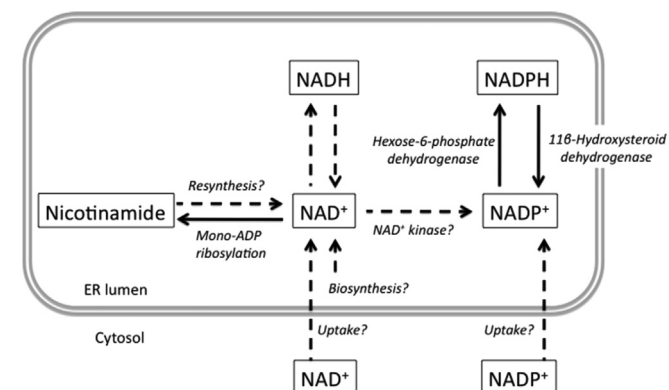 NADH
NADPH
Hexose-6-phosphate
dehydrogenase
11β-Hydroxysteroid
dehydrogenase
Resynthesis?
Nicotinamide
NAD⁺
NADP⁺
Mono-ADP
ribosylation
NAD⁺ kinase?
ER lumen
Biosynthesis?
Cytosol
Uptake?
Uptake?
NAD⁺
NADP⁺